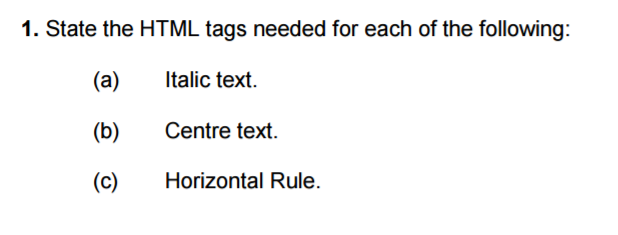 1. State the HTML tags needed for each of the following:
(a) Italic text.
(b) Centre text.
(c) Horizontal Rule.